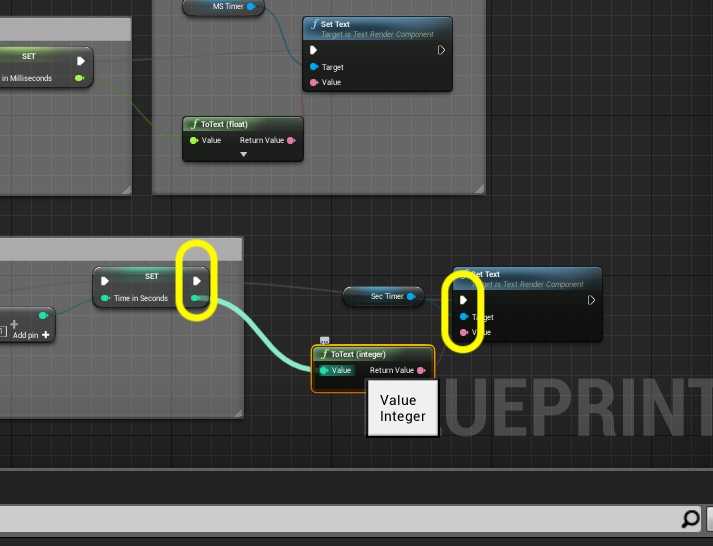 MS Timer
Set Text
Target is Text Render Component
Target
Value
SET
in Milliseconds
ToText (float)
Value
Return Value
SET
Time in Seconds
Add pin
Sec Timer
Set Text
Target is Text Render Component
Target
Value
ToText (integer)
Value
Return Value
Value
Integer
UEPRINT